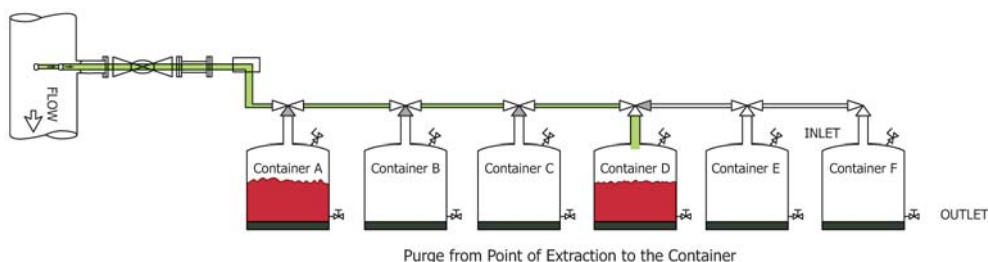 FLOW
INLET
Container A
Container B
Container C
Container D
Container E
Container F
OUTLET
Purge from Point of Extraction to the Container